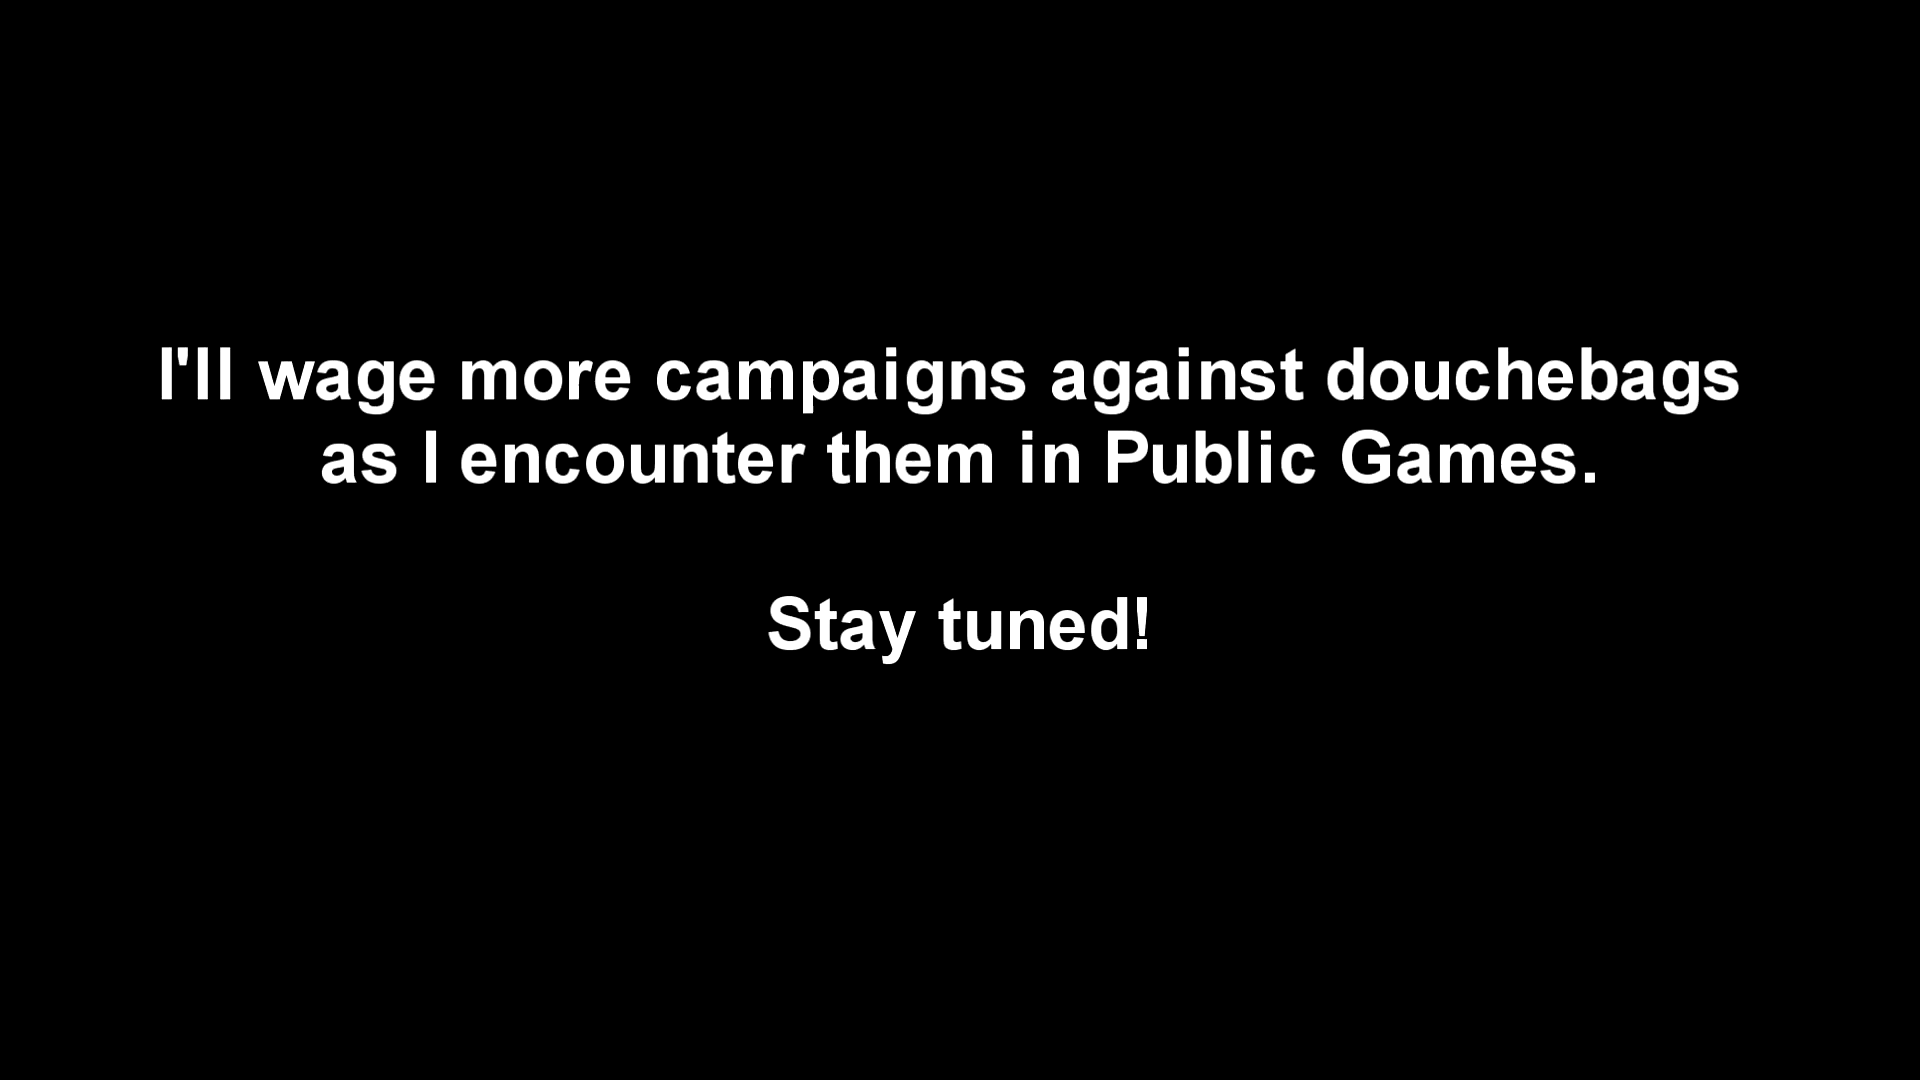 I'll wage more campaigns against douchebags
as I encounter them in Public Games.
Stay tuned!